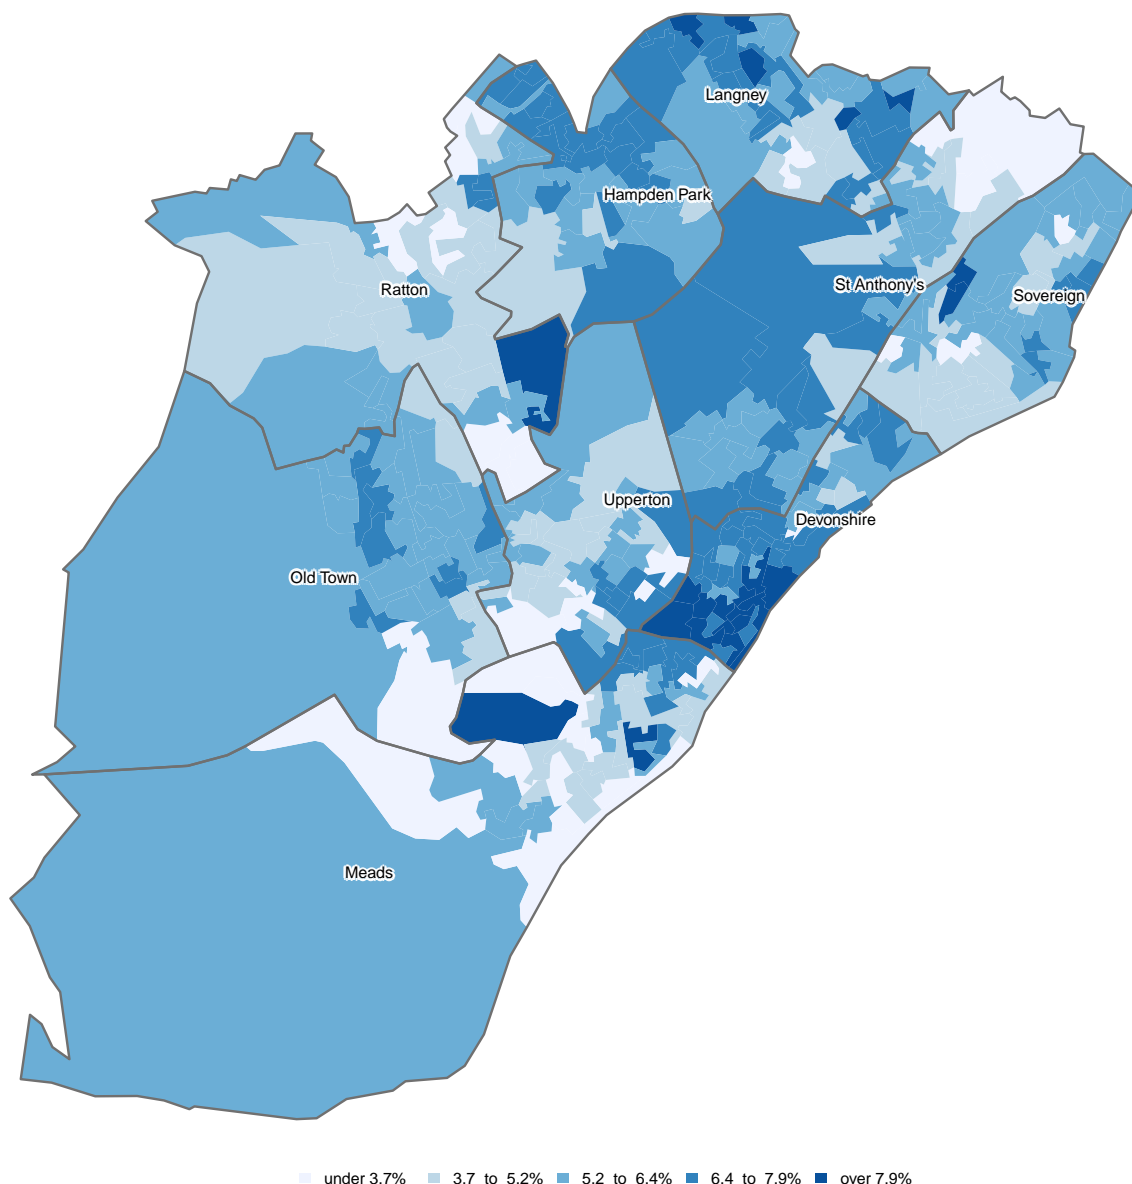 Langney
Hampden Park
Ratton
St Anthony's
Sovereign
Upperton
Devonshire
Old Town
Meads
under 3.7% 3.7 to 5.2% 5.2 to 6.4% 6.4 to 7.9% over 7.9%